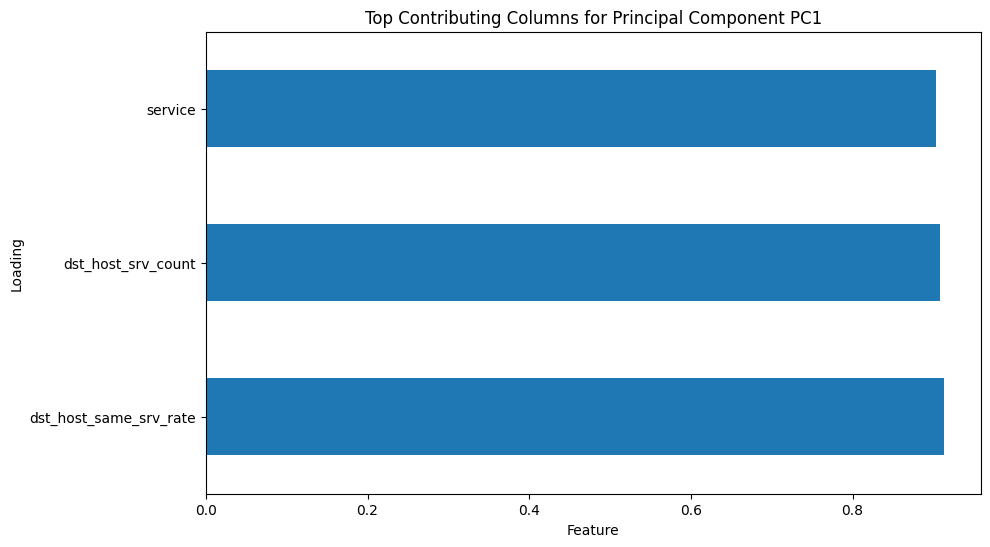 Top Contributing Columns for Principal Component PC1
service
dst_host_srv_count
dst_host_same_srv_rate
Loading
0.0 0.2 0.4 0.6 0.8
Feature